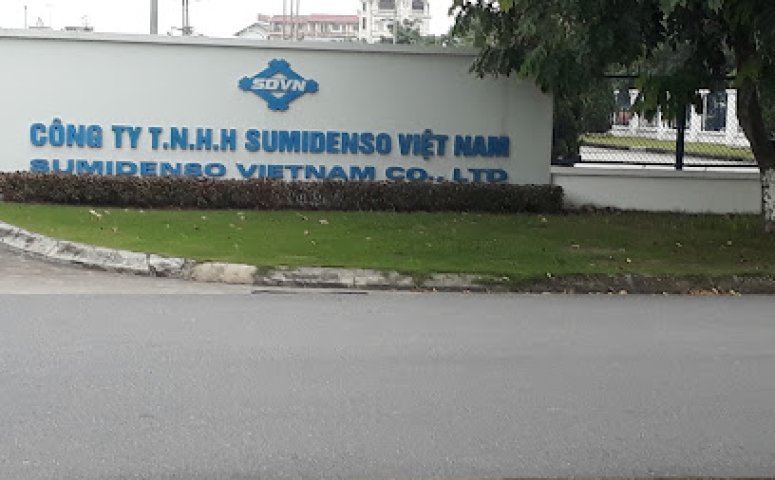 SDVN
CÔNG TY T.N.H.H SUMIDENSO VIỆT NAM
SUMIDENSO VIETNAM CO., LTD